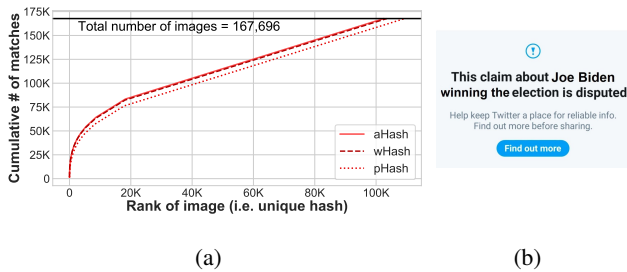 175K
150K
125K
100K
75K
50K
25K
0
Cumulative # of matches
Total number of images = 167,696
aHash
wHash
pHash
0 20K 40K 60K 80K 100K
Rank of image (i.e. unique hash)
(a)
This claim about Joe Biden
winning the election is disputed
Help keep Twitter a place for reliable info.
Find out more before sharing.
Find out more
(b)